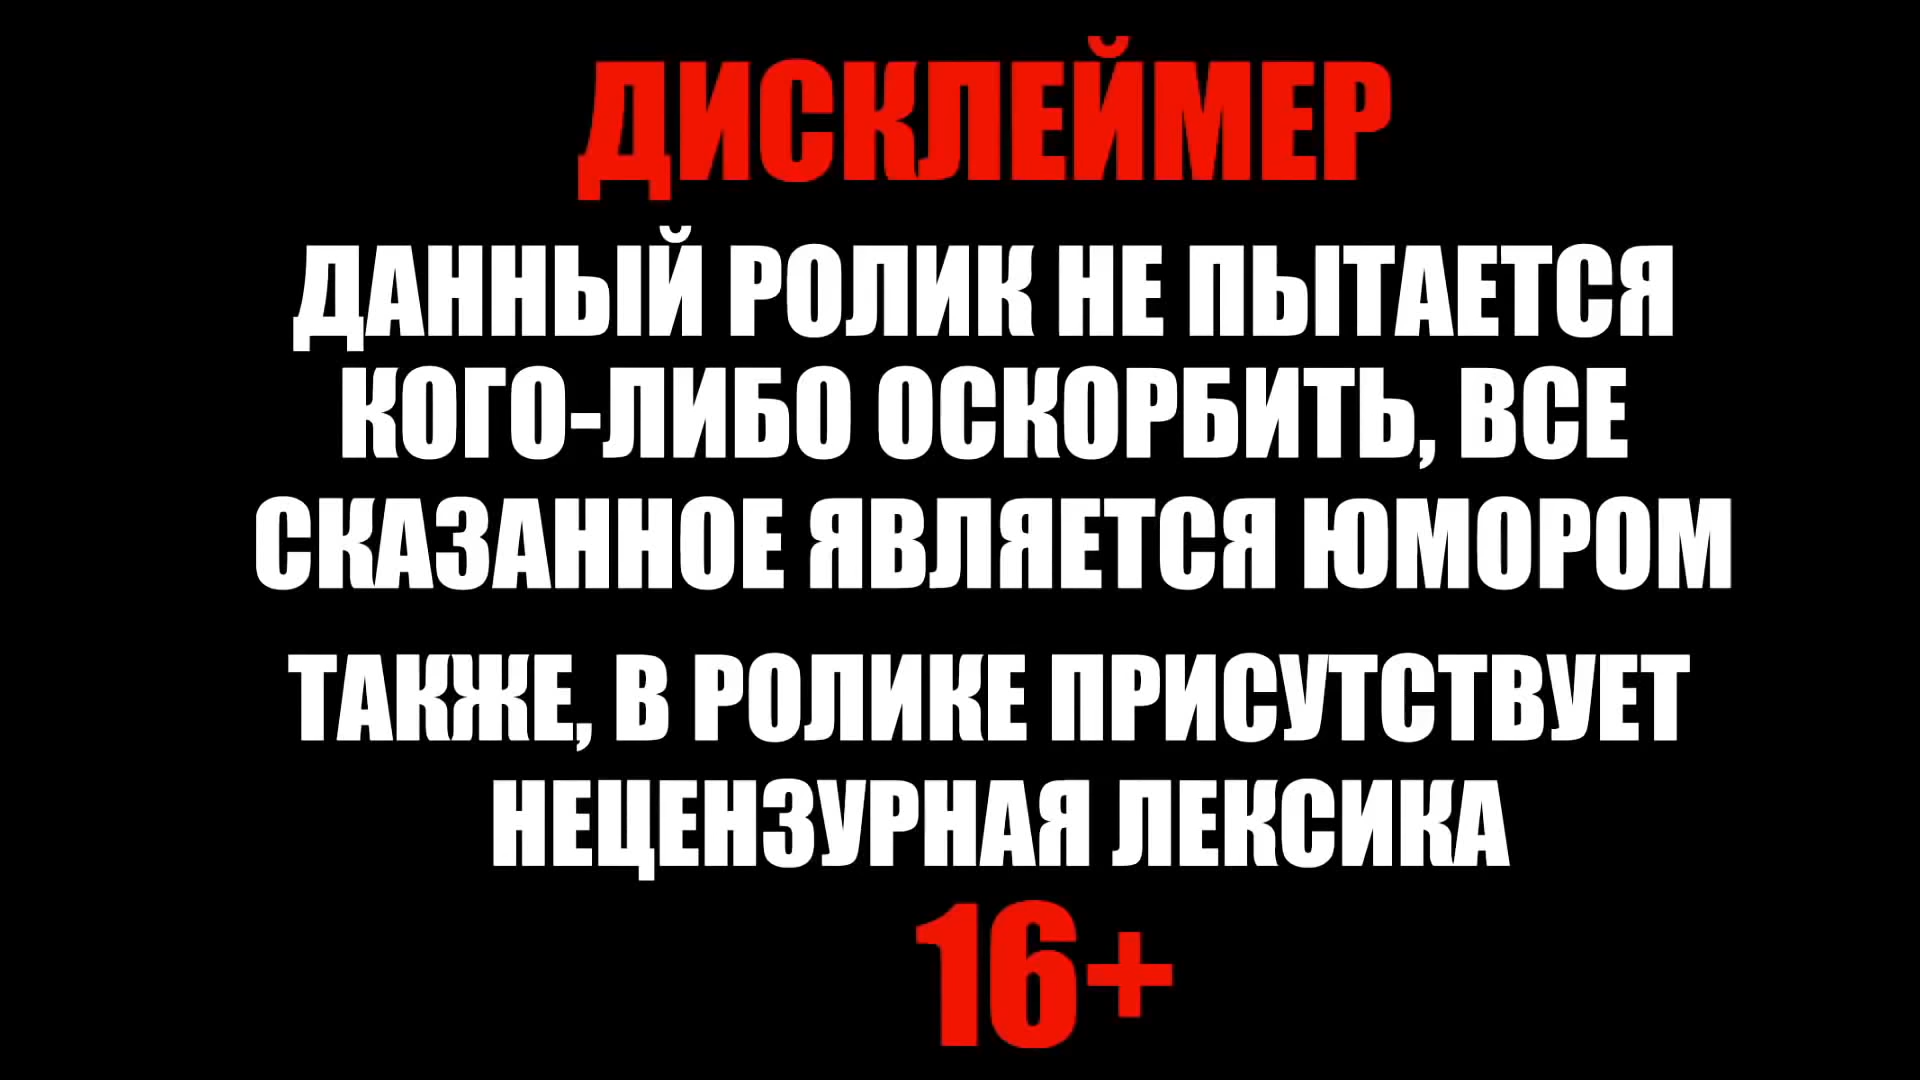 ДИСКЛЕЙМЕР
ДАННЫЙ РОЛИК НЕ ПЫТАЕТСЯ
КОГО-ЛИБО ОСКОРБИТЬ, ВСЕ
СКАЗАННОЕ ЯВЛЯЕТСЯ ЮМОРОМ
ТАКЖЕ, В РОЛИКЕ ПРИСУТСТВУЕТ
НЕЦЕНЗУРНАЯ ЛЕКСИКА
16+